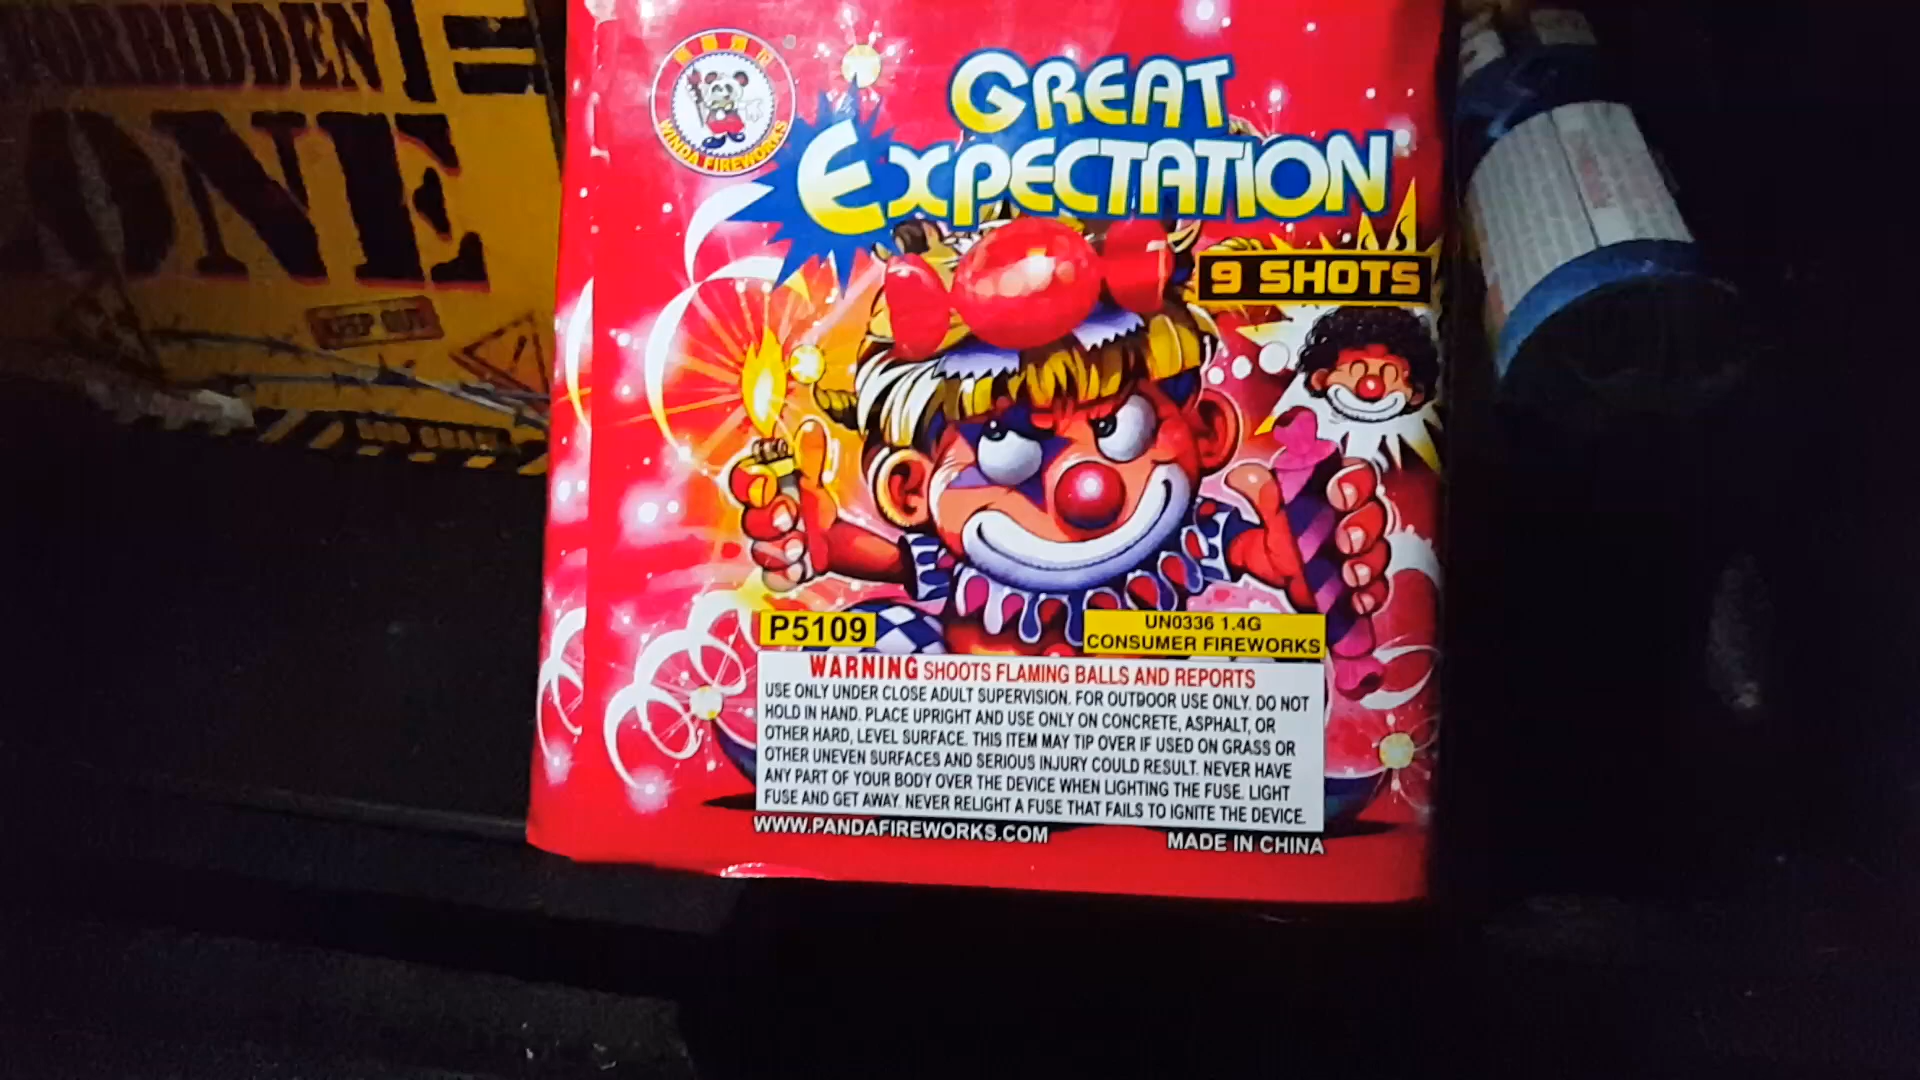 FORBIDDEN
ONE
KEEP OUT
WINDA FIREWORKS
GREAT
EXPECTATION
9 SHOTS
P5109
UN0336 1.4G
CONSUMER FIREWORKS
WARNING SHOOTS FLAMING BALLS AND REPORTS
USE ONLY UNDER CLOSE ADULT SUPERVISION. FOR OUTDOOR USE ONLY. DO NOT
HOLD IN HAND. PLACE UPRIGHT AND USE ONLY ON CONCRETE, ASPHALT, OR
OTHER HARD, LEVEL SURFACE. THIS ITEM MAY TIP OVER IF USED ON GRASS OR
OTHER UNEVEN SURFACES AND SERIOUS INJURY COULD RESULT. NEVER HAVE
ANY PART OF YOUR BODY OVER THE DEVICE WHEN LIGHTING THE FUSE. LIGHT
FUSE AND GET AWAY. NEVER RELIGHT A FUSE THAT FAILS TO IGNITE THE DEVICE.
WWW.PANDAFIREWORKS.COM
MADE IN CHINA